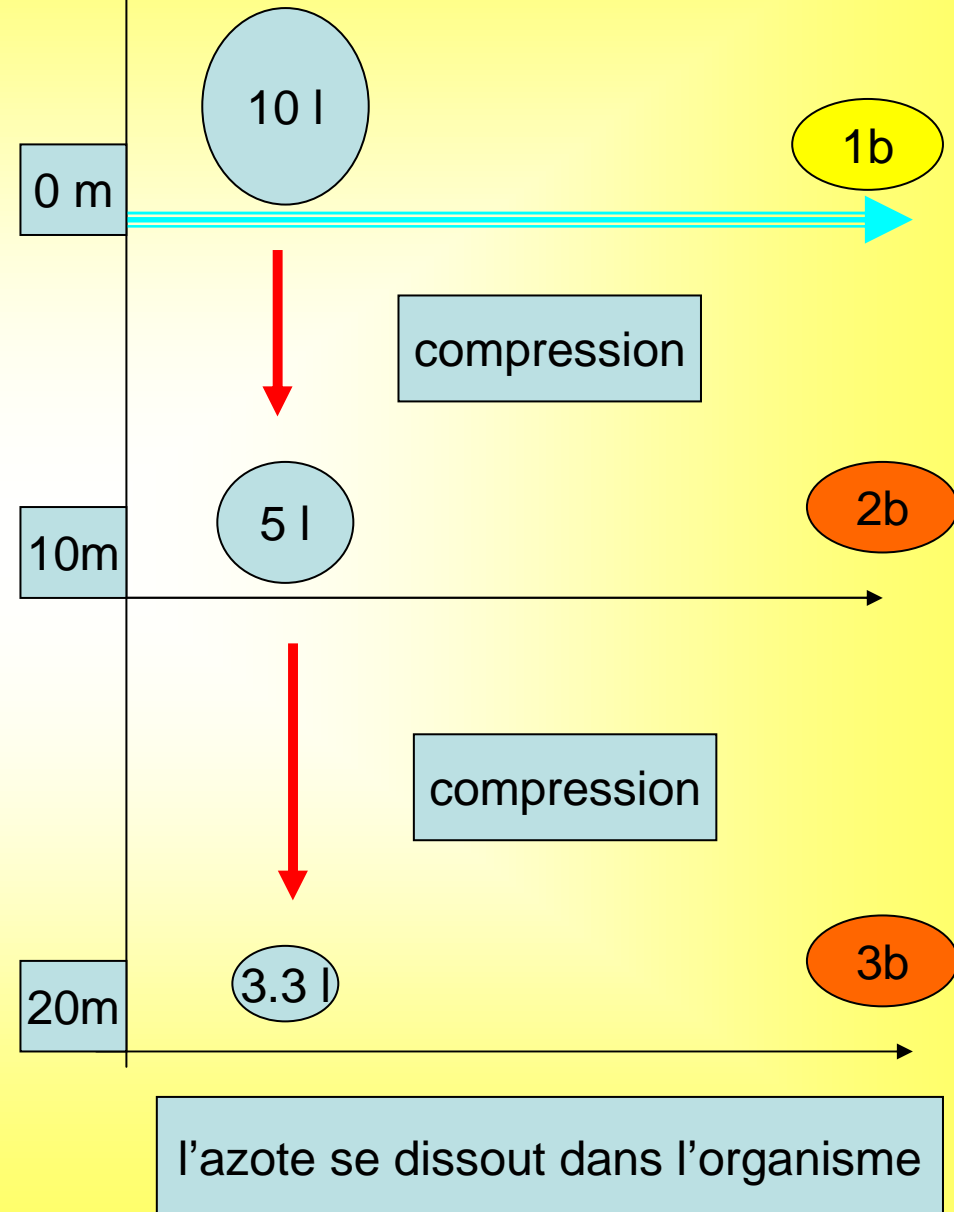 10 l
1b
0 m
compression
5 l
2b
10m
compression
3.3 l
3b
20m
l’azote se dissout dans l’organisme